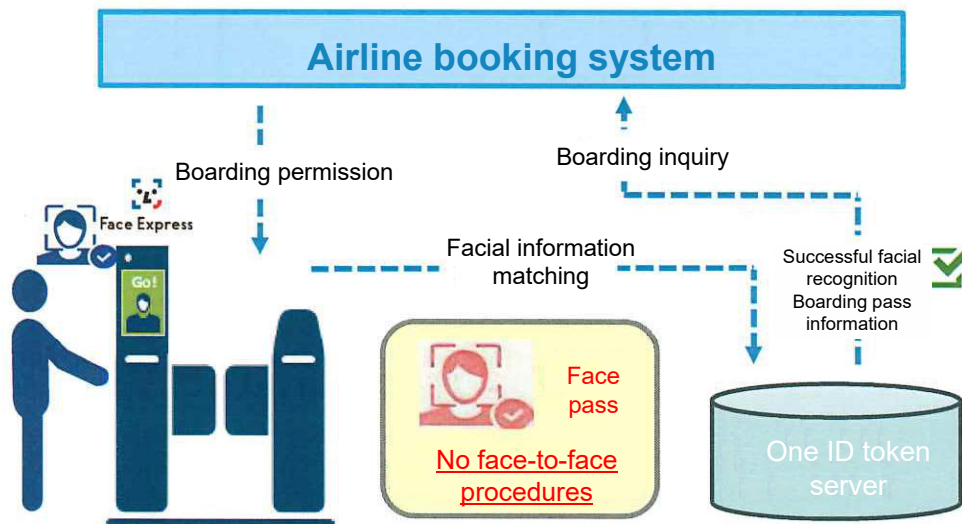 Airline booking system
Boarding permission
Boarding inquiry
Face Express
Go!
Facial information
matching
Successful facial
recognition
Boarding pass
information
Face
pass
No face-to-face
procedures
One ID token
server